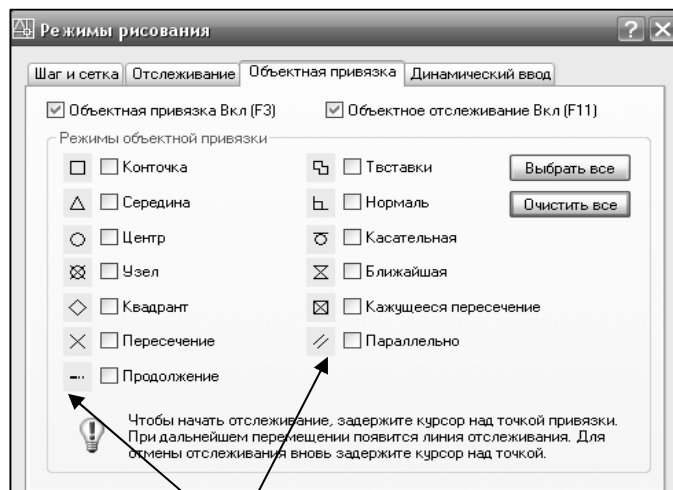 Режимы рисования
Шаг и сетка Отслеживание Объектная привязка Динамический ввод
Объектная привязка Вкл (F3) Объектное отслеживание Вкл (F11)
Режимы объектной привязки
Конточка Твставки Выбрать все
Середина Нормаль Очистить все
Центр Касательная
Узел Ближайшая
Квадрант Кажущееся пересечение
Пересечение Параллельно
Продолжение
Чтобы начать отслеживание, задержите курсор над точкой привязки.
При дальнейшем перемещении появится линия отслеживания. Для
отмены отслеживания вновь задержите курсор над точкой.